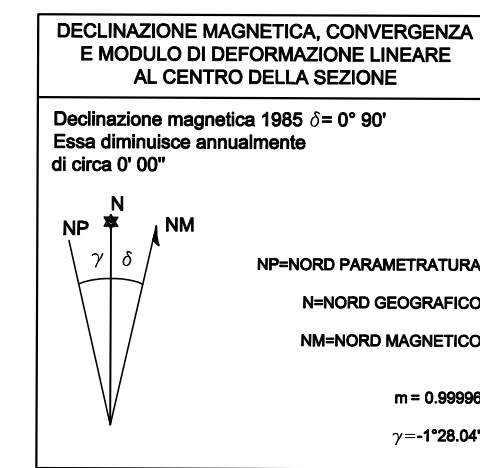 DECLINAZIONE MAGNETICA, CONVERGENZA
E MODULO DI DEFORMAZIONE LINEARE
AL CENTRO DELLA SEZIONE
Declinazione magnetica 1985 δ= 0° 90'
Essa diminuisce annualmente
di circa 0' 00"
N
NP
NM
γ δ
NP=NORD PARAMETRATURA
N=NORD GEOGRAFICO
NM=NORD MAGNETICO
m = 0.99996
γ=-1°28.04'